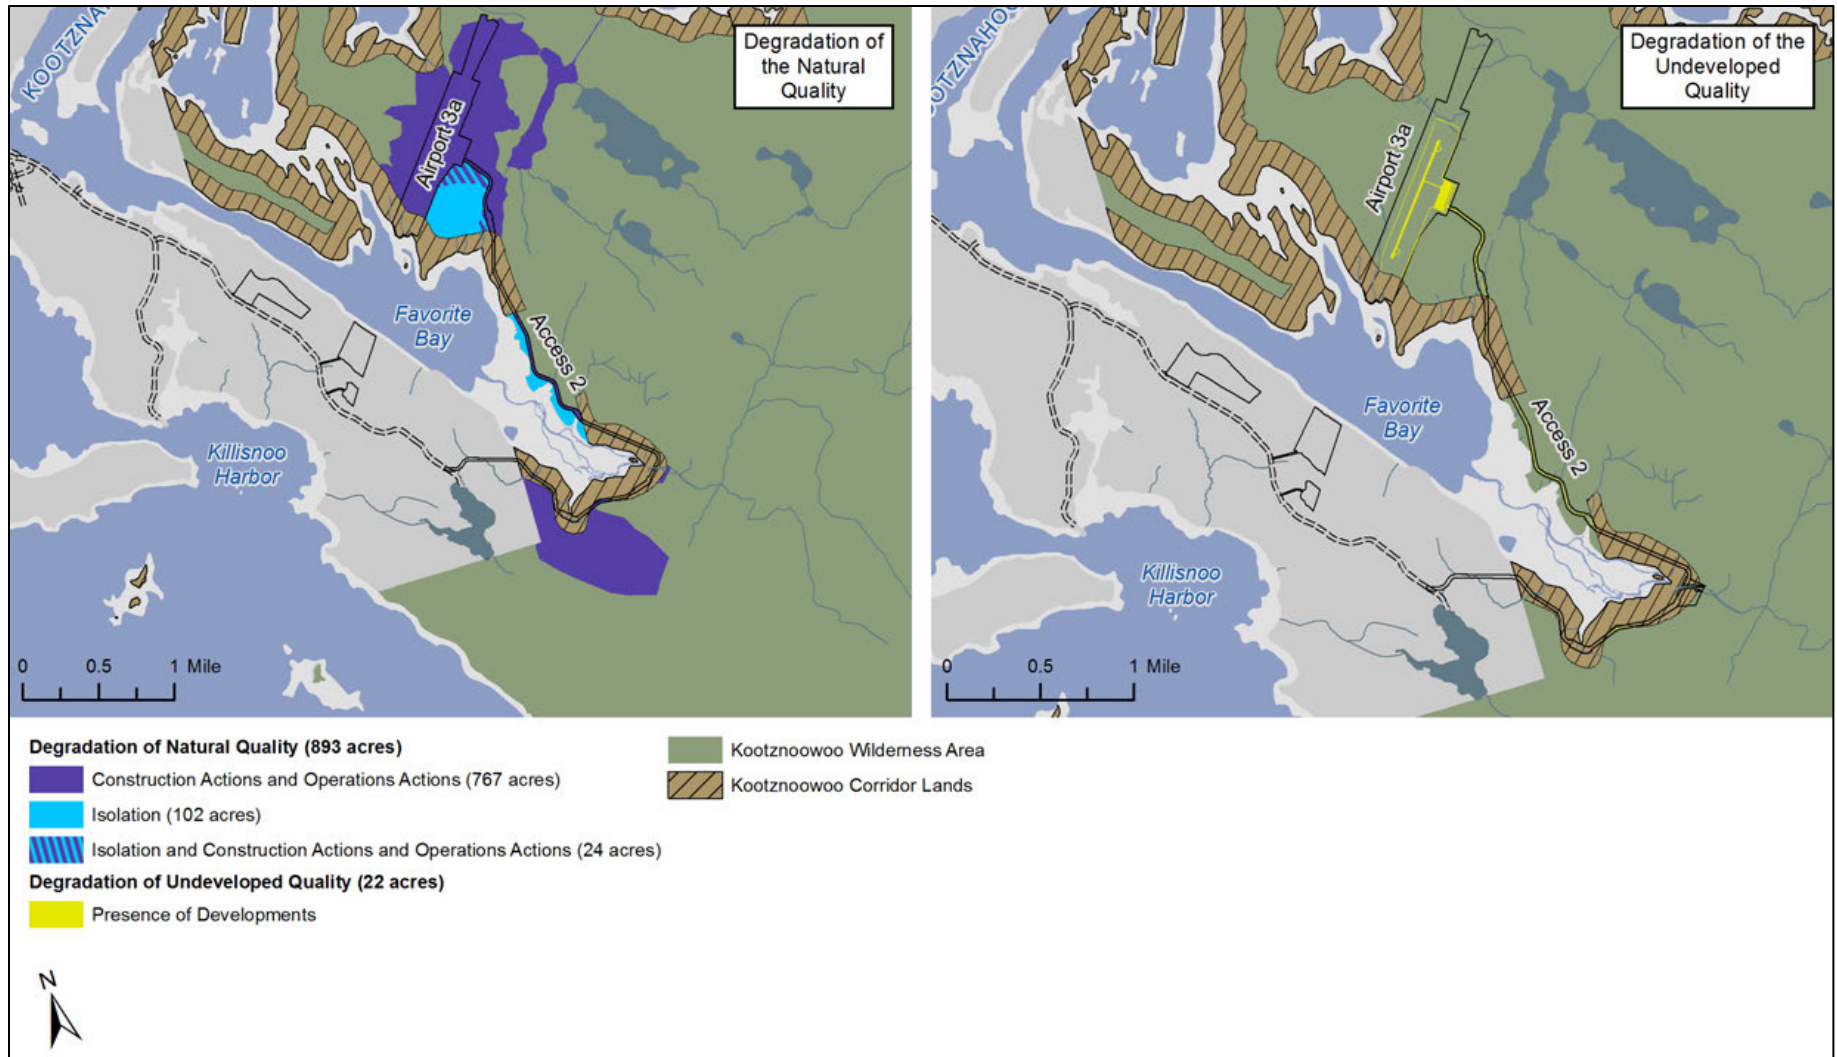 KOOTZNA
Degradation of
the Natural
Quality
Airport 3a
Favorite
Bay
Access 2
Killisnoo
Harbor
0 0.5 1 Mile
OOTZNAHO
Degradation of the
Undeveloped
Quality
Airport 3a
Favorite
Bay
Access 2
Killisnoo
Harbor
0 0.5 1 Mile
Degradation of Natural Quality (893 acres)
Construction Actions and Operations Actions (767 acres)
Isolation (102 acres)
Isolation and Construction Actions and Operations Actions (24 acres)
Degradation of Undeveloped Quality (22 acres)
Presence of Developments
Kootznoowoo Wilderness Area
Kootznoowoo Corridor Lands
N